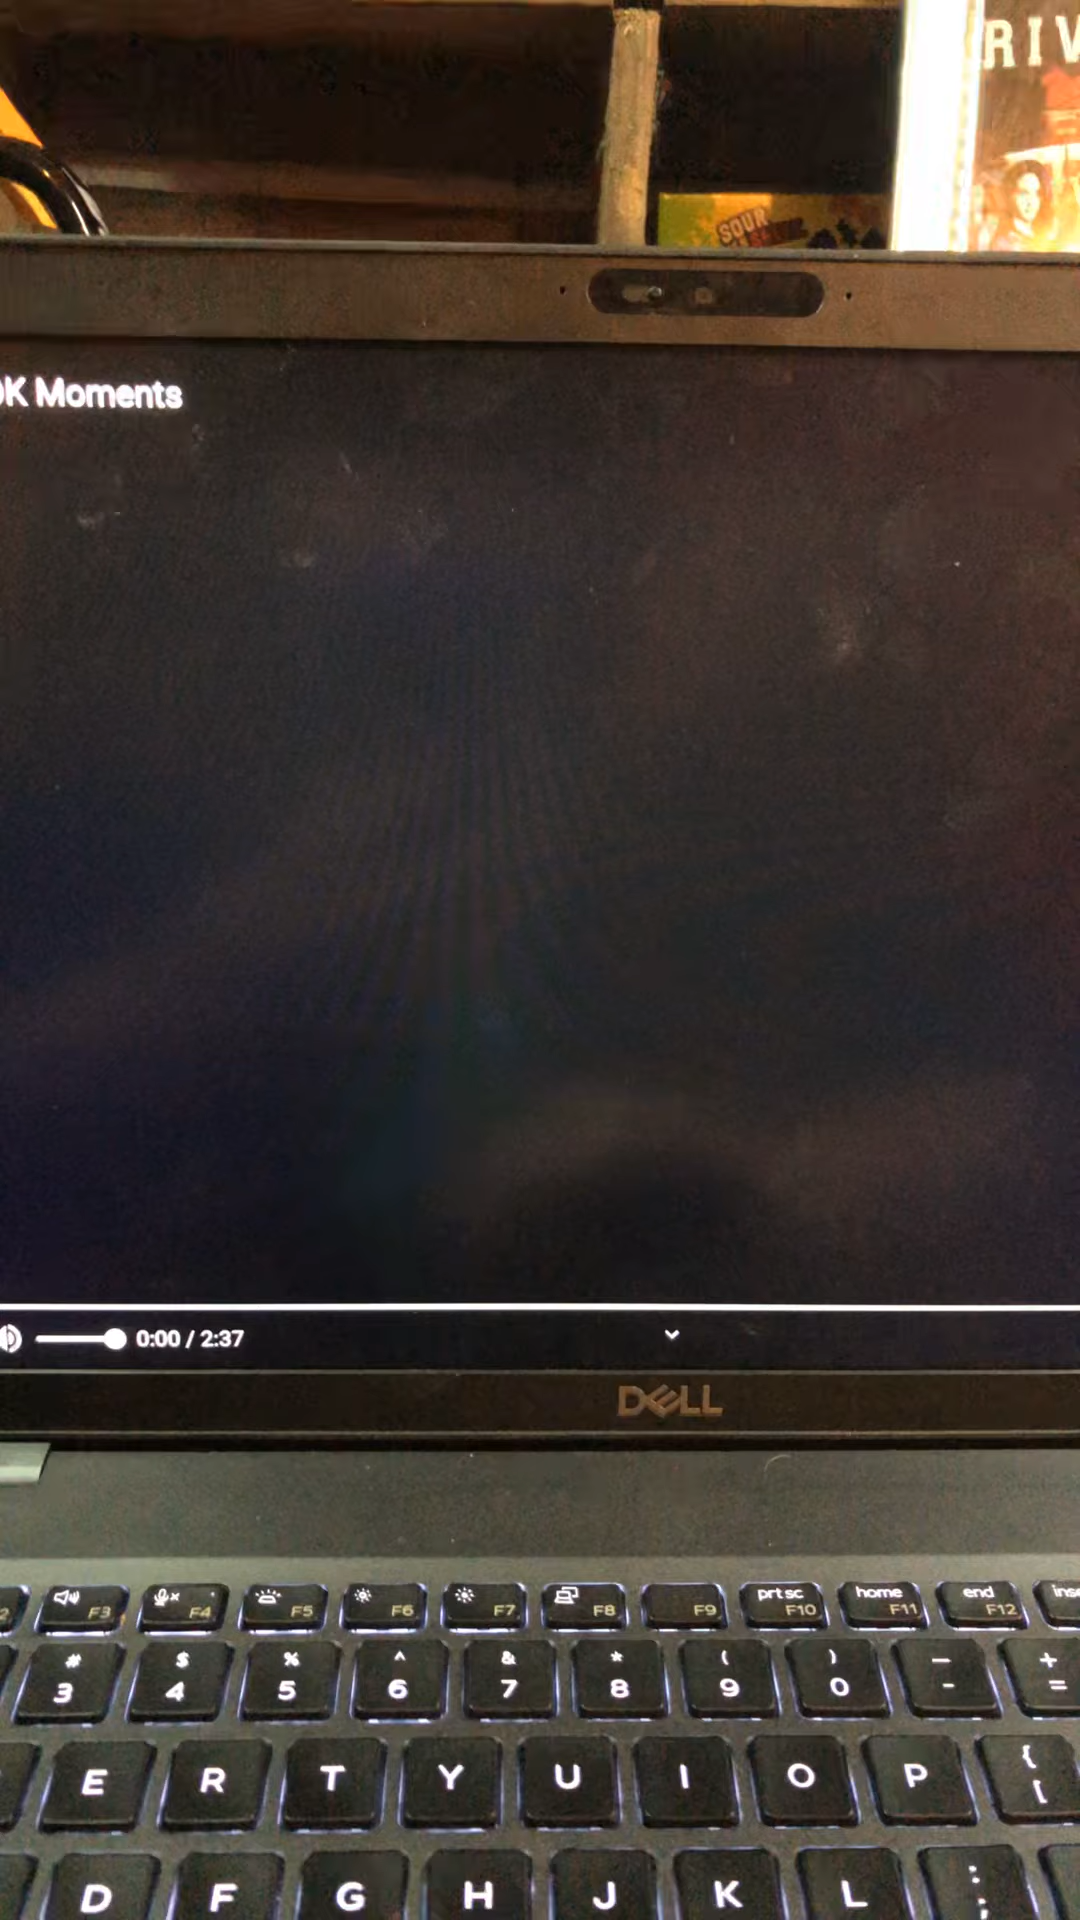 RIV
SOUR
K Moments
0:00 / 2:37
DELL
F3 F4 F5 F6 F7 F8 F9 prt sc F10 home F11 end F12 inse
# 3 $ 4 % 5 ^ 6 & 7 * 8 ( 9 ) 0 — - + =
E R T Y U I O P { [
D F G H J K L : ;